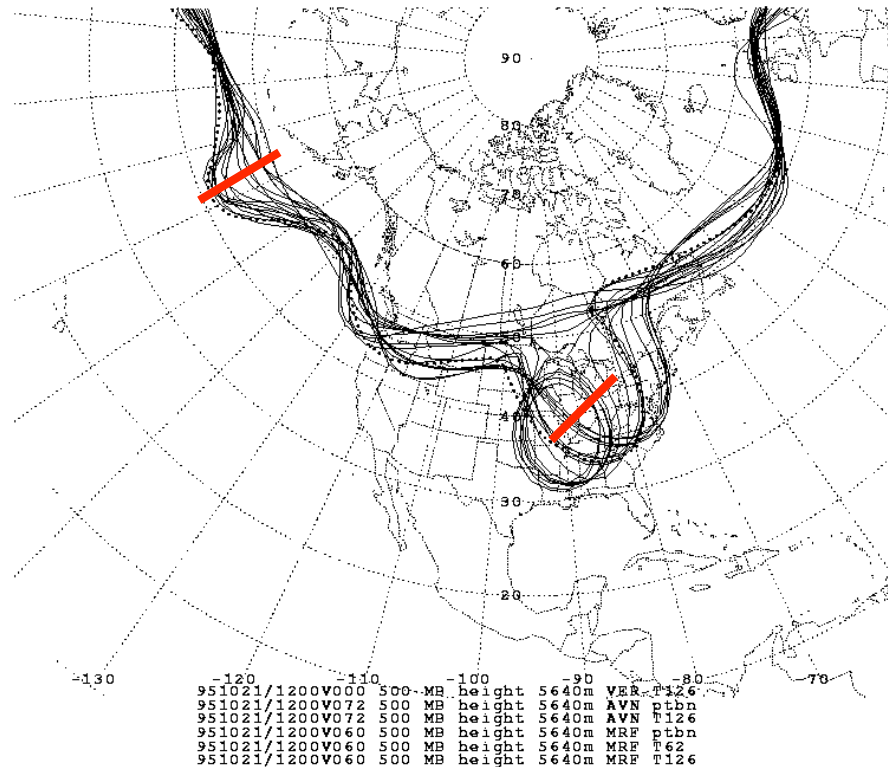 90
80
70
60
50
40
30
20
-130 -120 -110 -100 -90 -80 -70
951021/1200V000 500 MB height 5640m VER T126
951021/1200V072 500 MB height 5640m AVN ptbn
951021/1200V072 500 MB height 5640m AVN T126
951021/1200V060 500 MB height 5640m MRF ptbn
951021/1200V060 500 MB height 5640m MRF T62
951021/1200V060 500 MB height 5640m MRF T126